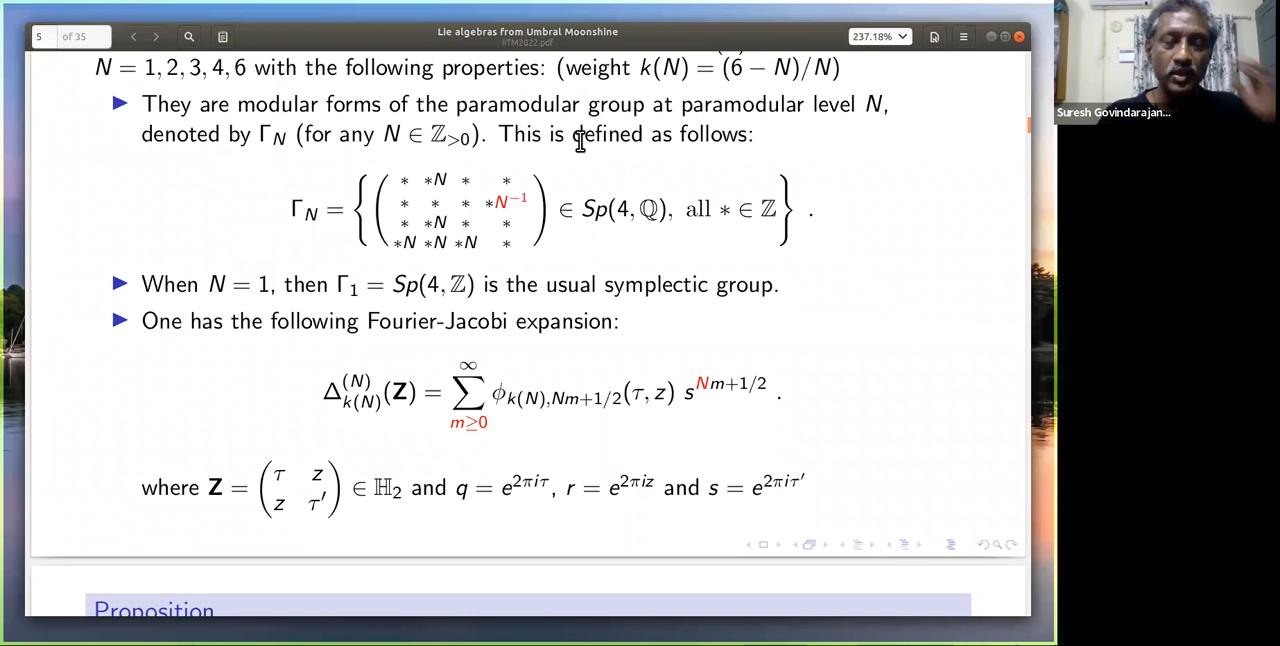 5 of 35
Lie algebras from Umbral Moonshine
IITM2022.pdf
237.18%
N = 1, 2, 3, 4, 6 with the following properties: (weight k(N) = (6 − N)/N)
▶ They are modular forms of the paramodular group at paramodular level N,
denoted by Γ_N (for any N ∈ ℤ_{>0}). This is defined as follows:
Γ_N = { ( * *N * *
* * * *N^{-1}
* *N * *
*N *N *N * ) ∈ Sp(4, ℚ), all * ∈ ℤ } .
▶ When N = 1, then Γ_1 = Sp(4, ℤ) is the usual symplectic group.
▶ One has the following Fourier-Jacobi expansion:
Δ^{(N)}_{k(N)}(Z) = ∑_{m≥0}^{∞} ϕ_{k(N),Nm+1/2}(τ, z) s^{Nm+1/2} .
where Z = ( τ z
z τ′ ) ∈ ℍ_2 and q = e^{2πiτ}, r = e^{2πiz} and s = e^{2πiτ′}
Proposition
Suresh Govindarajan...